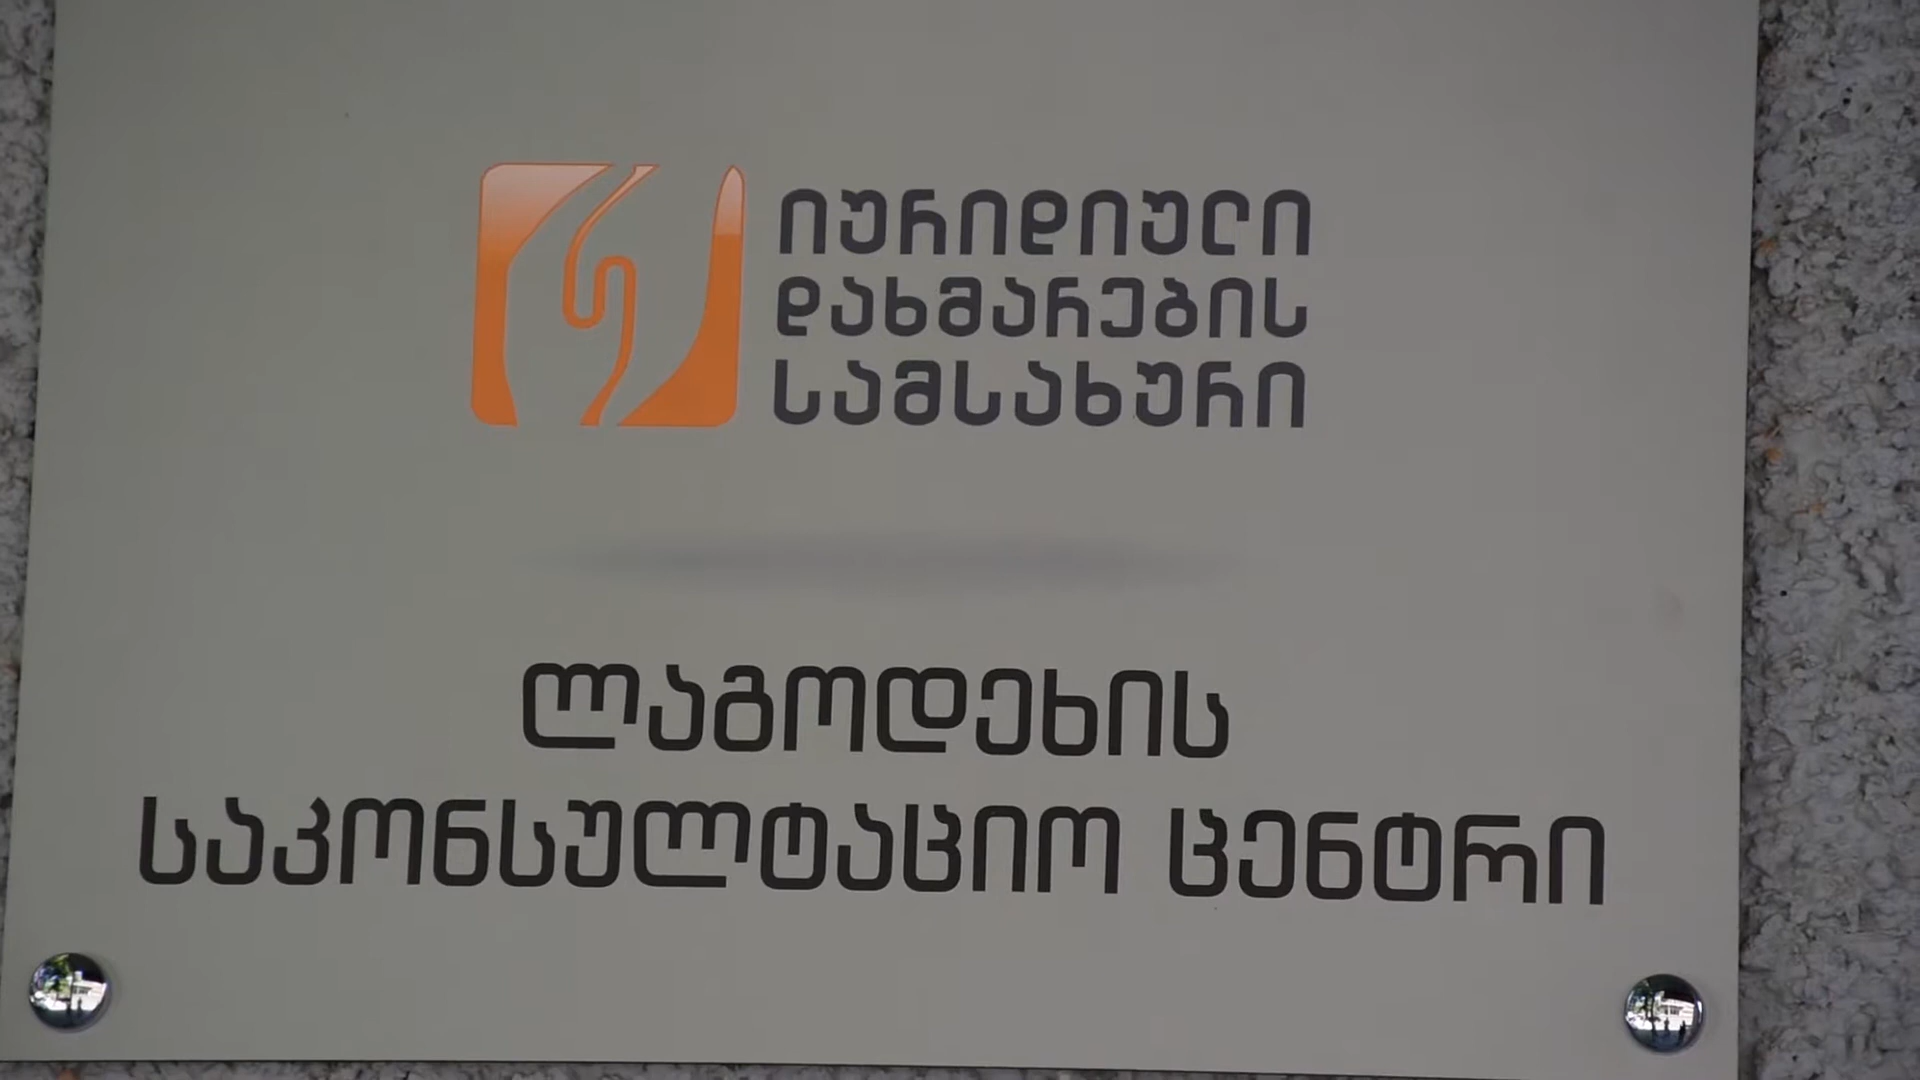 იურიდიული
დახმარების
სამსახური
ლაგოდეხის
საკონსულტაციო ცენტრი